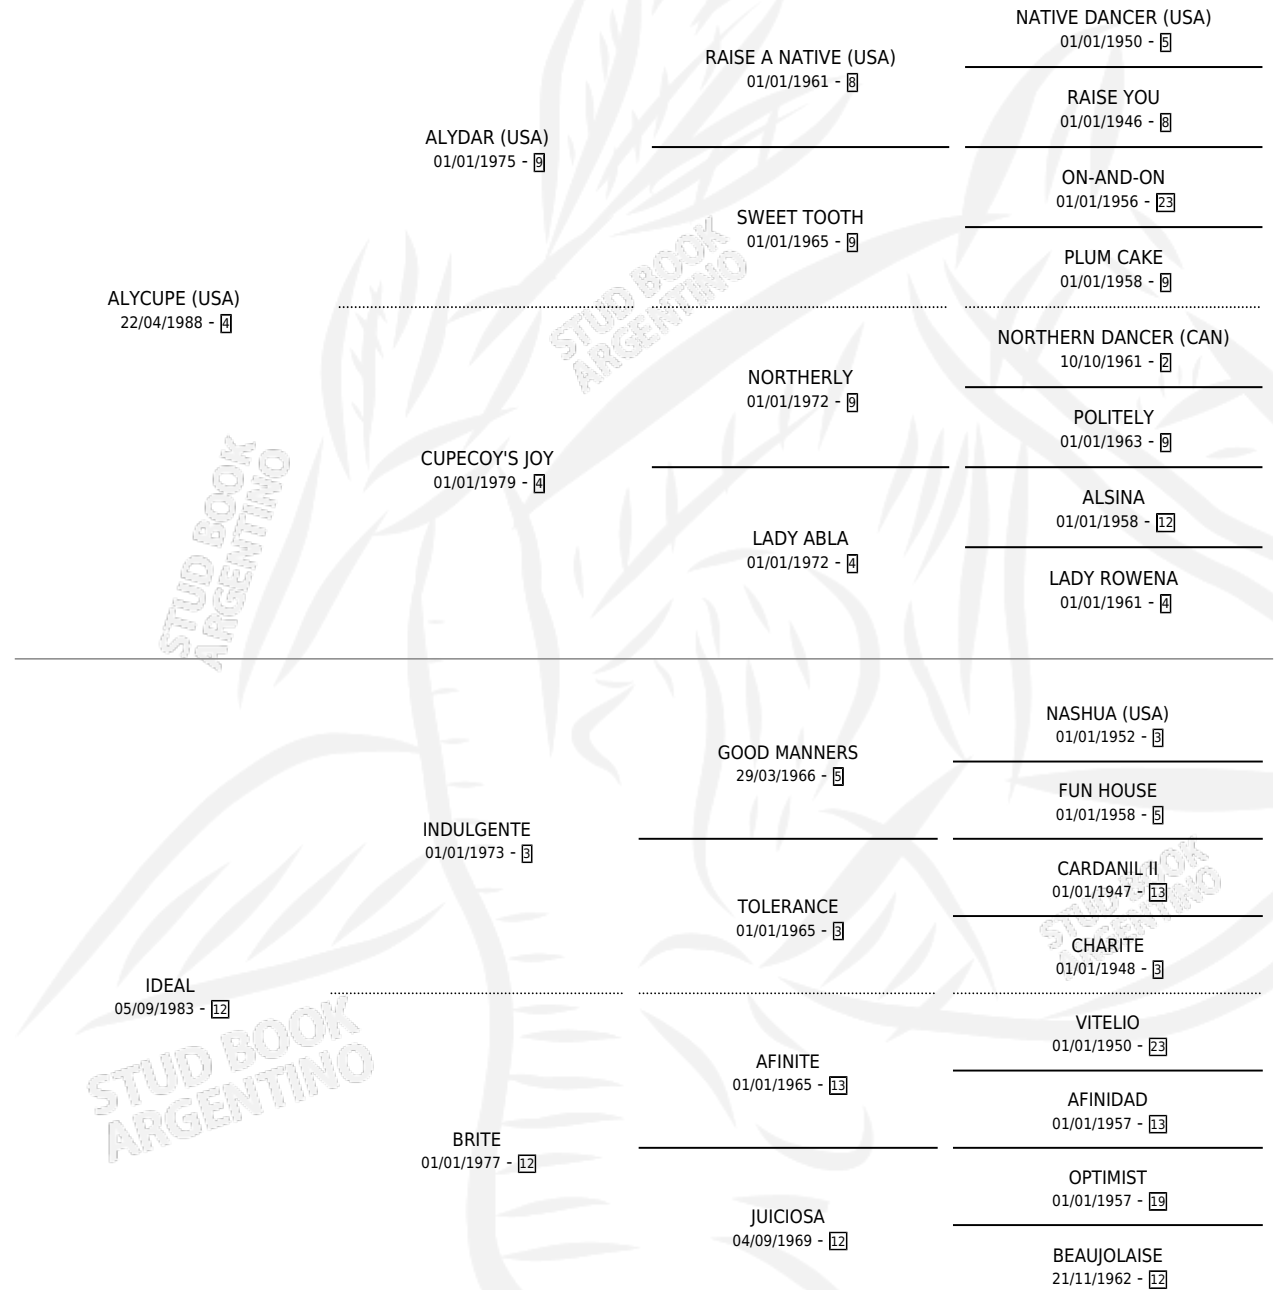 NATIVE DANCER (USA)
01/01/1950 - 5
RAISE A NATIVE (USA)
01/01/1961 - 8
RAISE YOU
01/01/1946 - 8
ALYDAR (USA)
01/01/1975 - 9
ON-AND-ON
01/01/1956 - 23
SWEET TOOTH
01/01/1965 - 9
PLUM CAKE
01/01/1958 - 9
ALYCUPE (USA)
22/04/1988 - 4
NORTHERN DANCER (CAN)
10/10/1961 - 2
NORTHERLY
01/01/1972 - 9
POLITELY
01/01/1963 - 9
CUPECOY'S JOY
01/01/1979 - 4
ALSINA
01/01/1958 - 12
LADY ABLA
01/01/1972 - 4
LADY ROWENA
01/01/1961 - 4
STUD BOOK
ARGENTINO
STUD BOOK
ARGENTINO
NASHUA (USA)
01/01/1952 - 3
GOOD MANNERS
29/03/1966 - 5
FUN HOUSE
01/01/1958 - 5
INDULGENTE
01/01/1973 - 3
CARDANIL II
01/01/1947 - 13
TOLERANCE
01/01/1965 - 3
CHARITE
01/01/1948 - 3
IDEAL
05/09/1983 - 12
VITELIO
01/01/1950 - 23
AFINITE
01/01/1965 - 13
AFINIDAD
01/01/1957 - 13
BRITE
01/01/1977 - 12
OPTIMIST
01/01/1957 - 19
JUICIOSA
04/09/1969 - 12
BEAUJOLAISE
21/11/1962 - 12
STUD BOOK
ARGENTINO
STUD BOOK
ARGENTINO